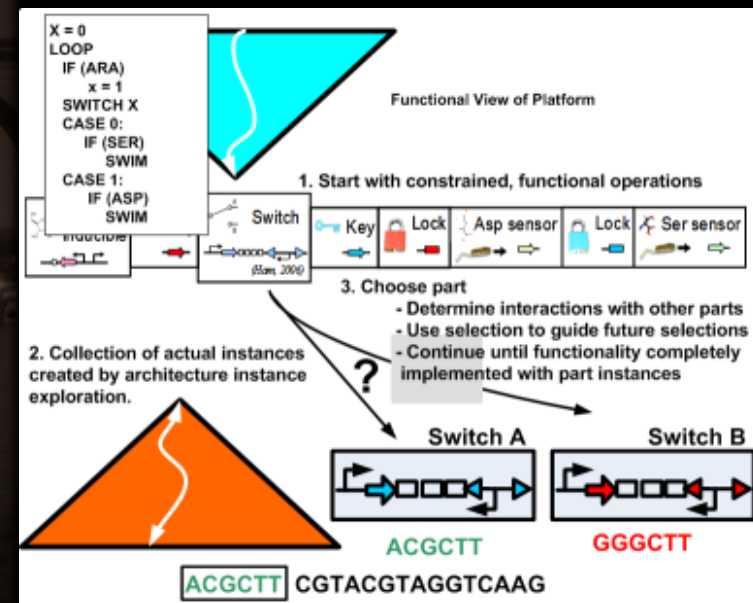 X = 0
LOOP
IF (ARA)
x = 1
SWITCH X
CASE 0:
IF (SER)
SWIM
CASE 1:
IF (ASP)
SWIM
Functional View of Platform
1. Start with constrained, functional operations
Inducible
Switch
(Ham, 2006)
Key
Lock
Asp sensor
Lock
Ser sensor
3. Choose part
- Determine interactions with other parts
- Use selection to guide future selections
- Continue until functionality completely
implemented with part instances
2. Collection of actual instances
created by architecture instance
exploration.
?
Switch A
Switch B
ACGCTT
GGGCTT
ACGCTT CGTACGTAGGTCAAG